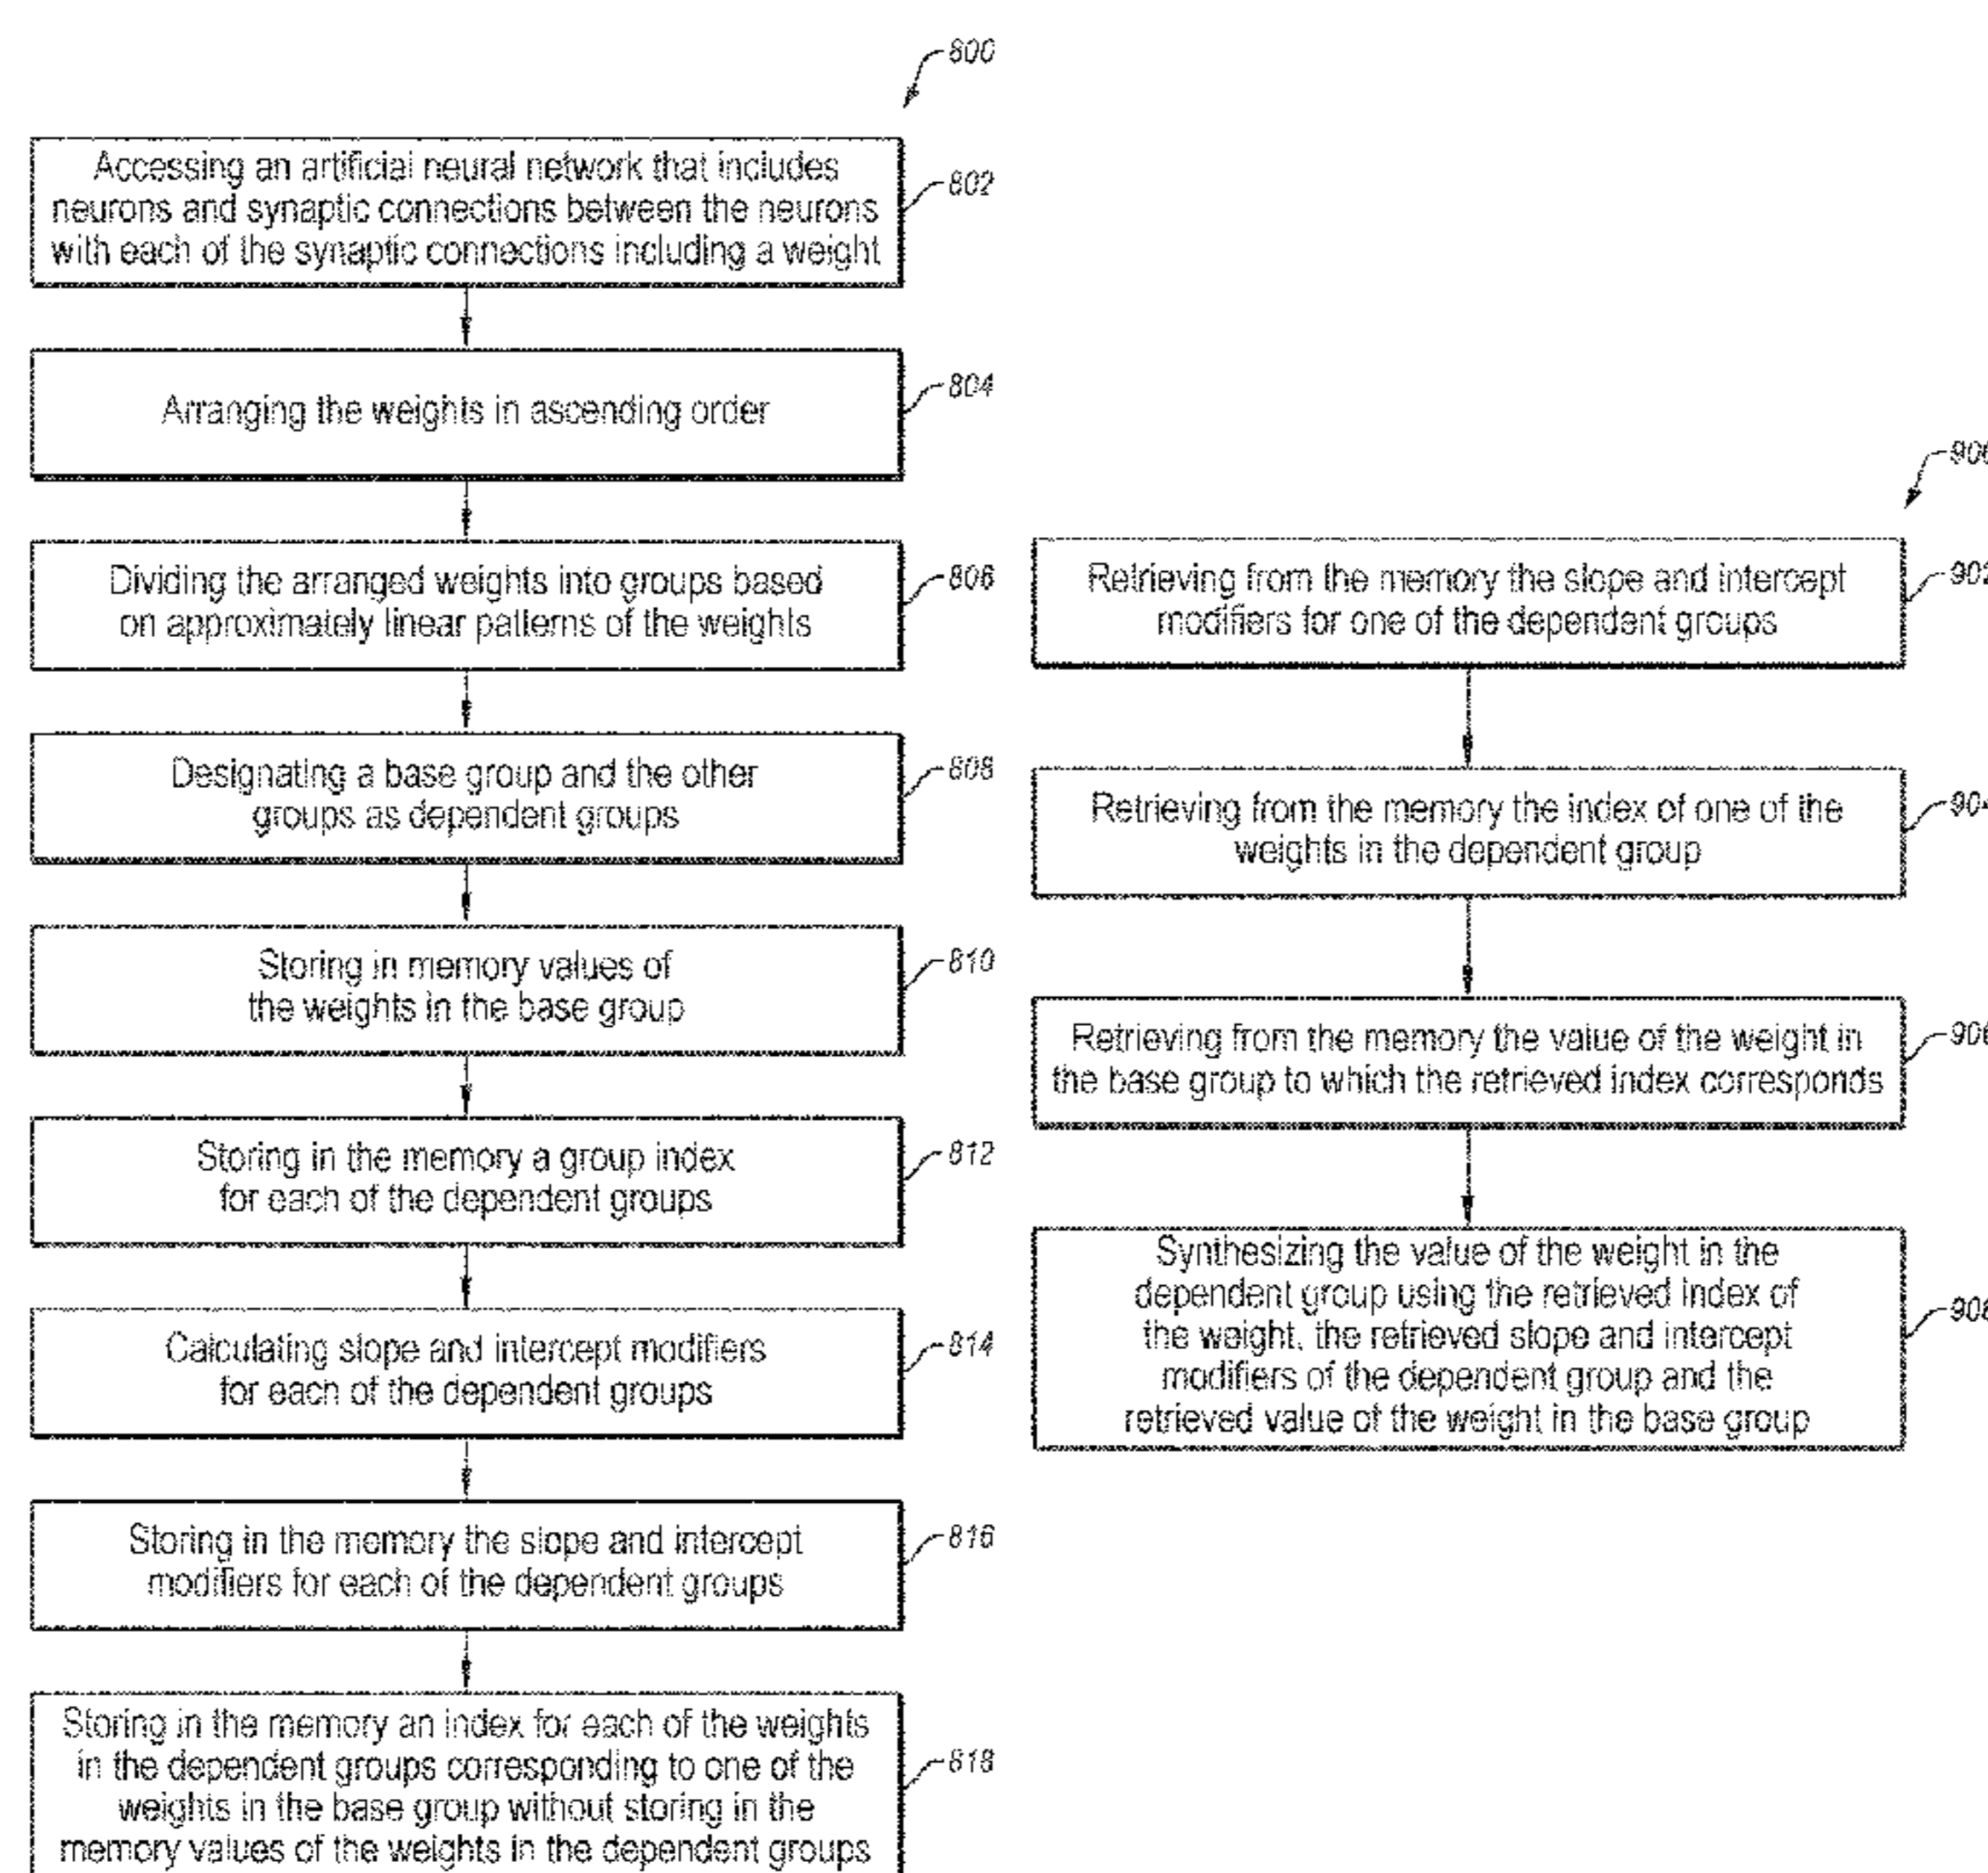 800
Accessing an artificial neural network that includes
neurons and synaptic connections between the neurons
with each of the synaptic connections including a weight
802
Arranging the weights in ascending order
804
Dividing the arranged weights into groups based
on approximately linear patterns of the weights
806
Designating a base group and the other
groups as dependent groups
808
Storing in memory values of
the weights in the base group
810
Storing in the memory a group index
for each of the dependent groups
812
Calculating slope and intercept modifiers
for each of the dependent groups
814
Storing in the memory the slope and intercept
modifiers for each of the dependent groups
816
Storing in the memory an index for each of the weights
in the dependent groups corresponding to one of the
weights in the base group without storing in the
memory values of the weights in the dependent groups
818
900
Retrieving from the memory the slope and intercept
modifiers for one of the dependent groups
902
Retrieving from the memory the index of one of the
weights in the dependent group
904
Retrieving from the memory the value of the weight in
the base group to which the retrieved index corresponds
906
Synthesizing the value of the weight in the
dependent group using the retrieved index of
the weight, the retrieved slope and intercept
modifiers of the dependent group and the
retrieved value of the weight in the base group
908